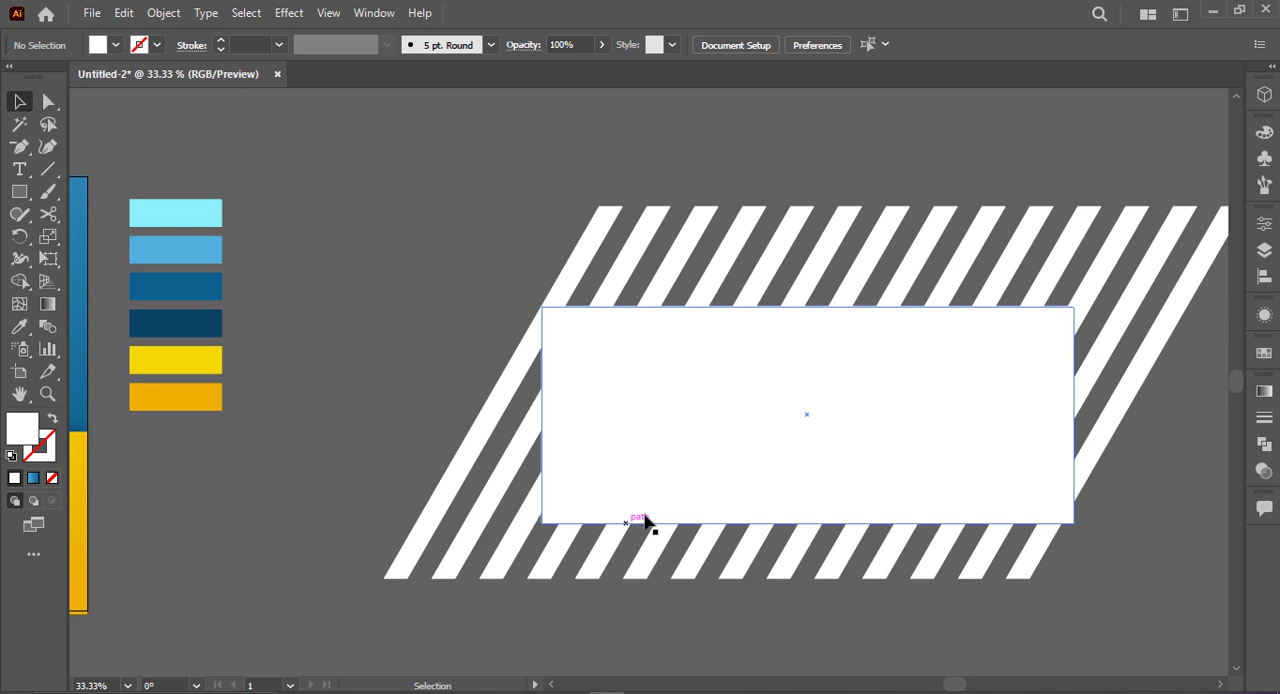 Ai File Edit Object Type Select Effect View Window Help
No Selection Stroke: 5 pt. Round Opacity: 100% Style: Document Setup Preferences
Untitled-2* @ 33.33 % (RGB/Preview) ×
path
33.33% 0° 1 Selection